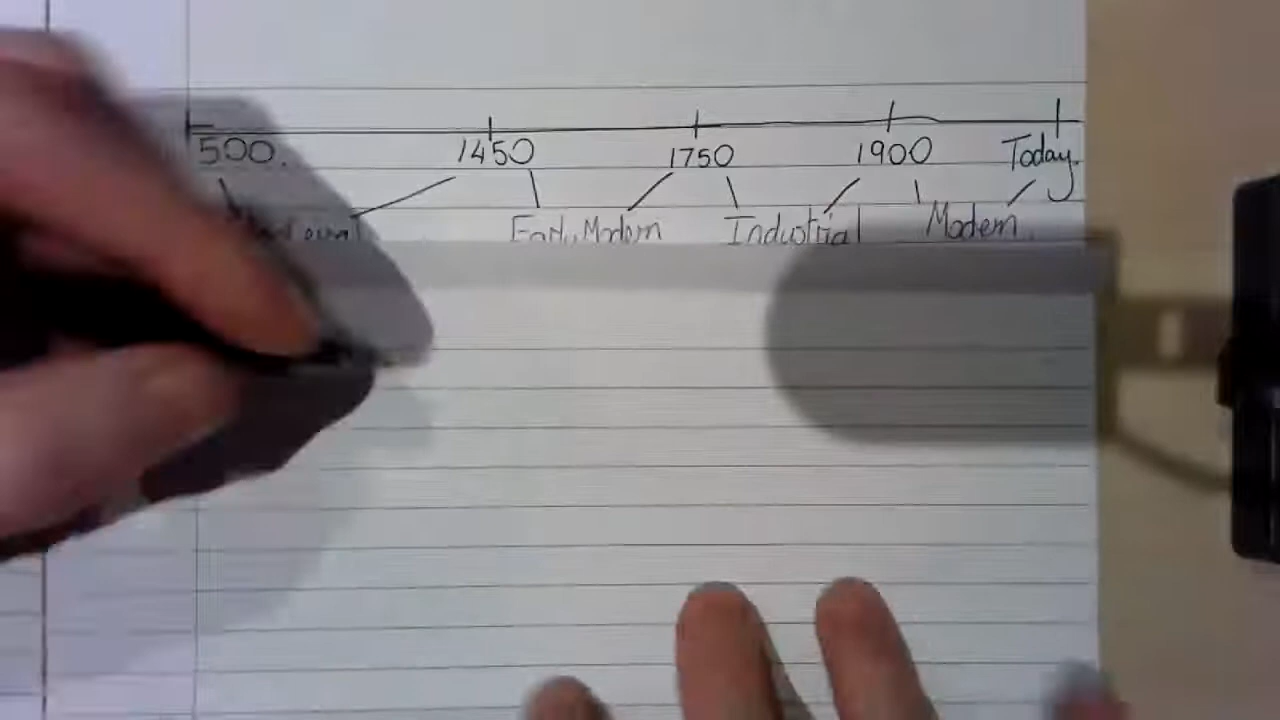 500. 1450 1750 1900 Today.
Early Modern Industrial Modern.